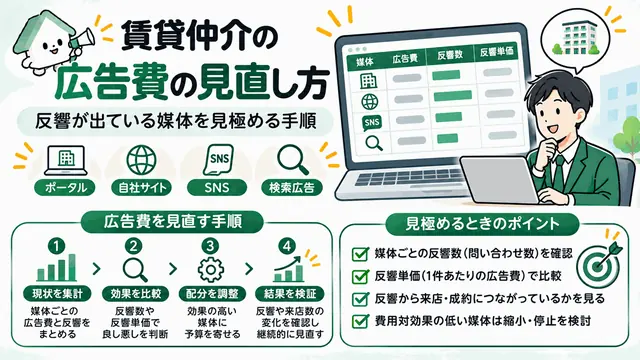 賃貸仲介の
広告費の見直し方
反響が出ている媒体を見極める手順
ポータル
自社サイト
SNS
SNS
検索広告
媒体 広告費 反響数 反響単価
SNS
広告費を見直す手順
1
現状を集計
媒体ごとの
広告費と反響を
まとめる
2
効果を比較
反響数や
反響単価で
良し悪しを判断
3
配分を調整
効果の高い
媒体に
予算を寄せる
4
結果を検証
反響や来店数の
変化を確認し
継続的に見直す
見極めるときのポイント
媒体ごとの反響数(問い合わせ数)を確認
反響単価(1件あたりの広告費)で比較
反響から来店・成約につながっているかを見る
費用対効果の低い媒体は縮小・停止を検討